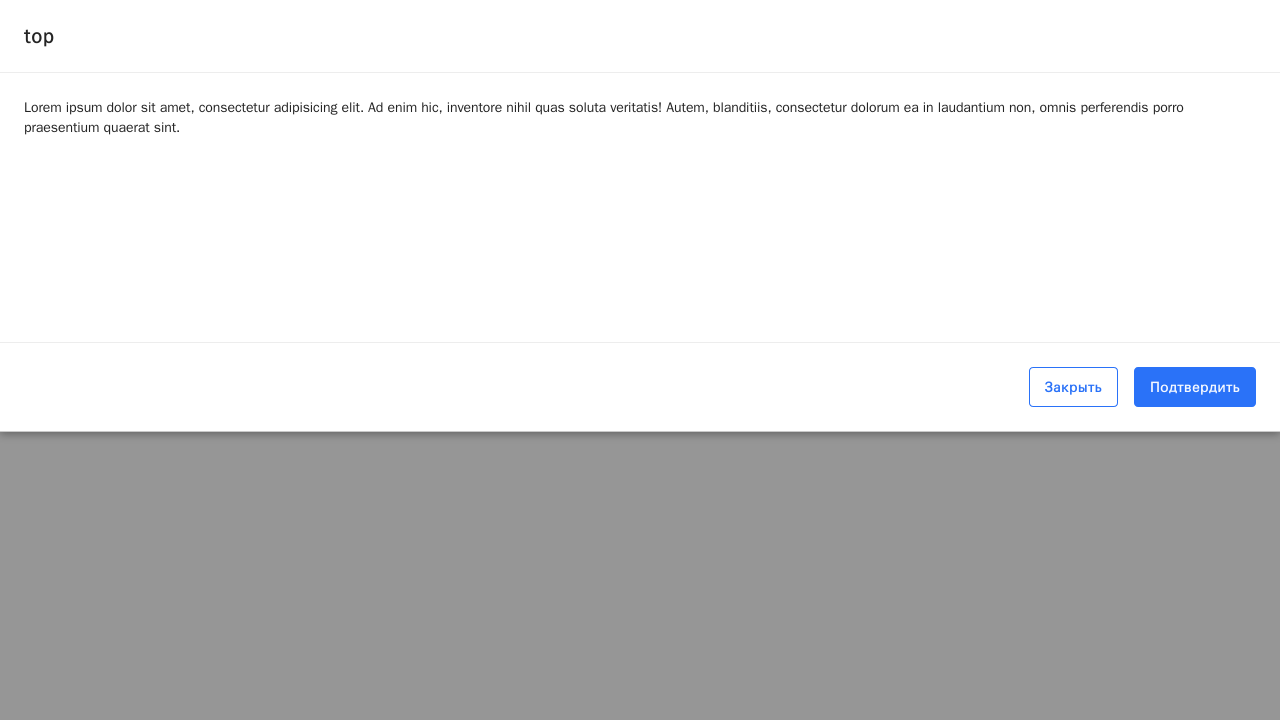 top
Lorem ipsum dolor sit amet, consectetur adipisicing elit. Ad enim hic, inventore nihil quas soluta veritatis! Autem, blanditiis, consectetur dolorum ea in laudantium non, omnis perferendis porro
praesentium quaerat sint.
Закрыть
Подтвердить